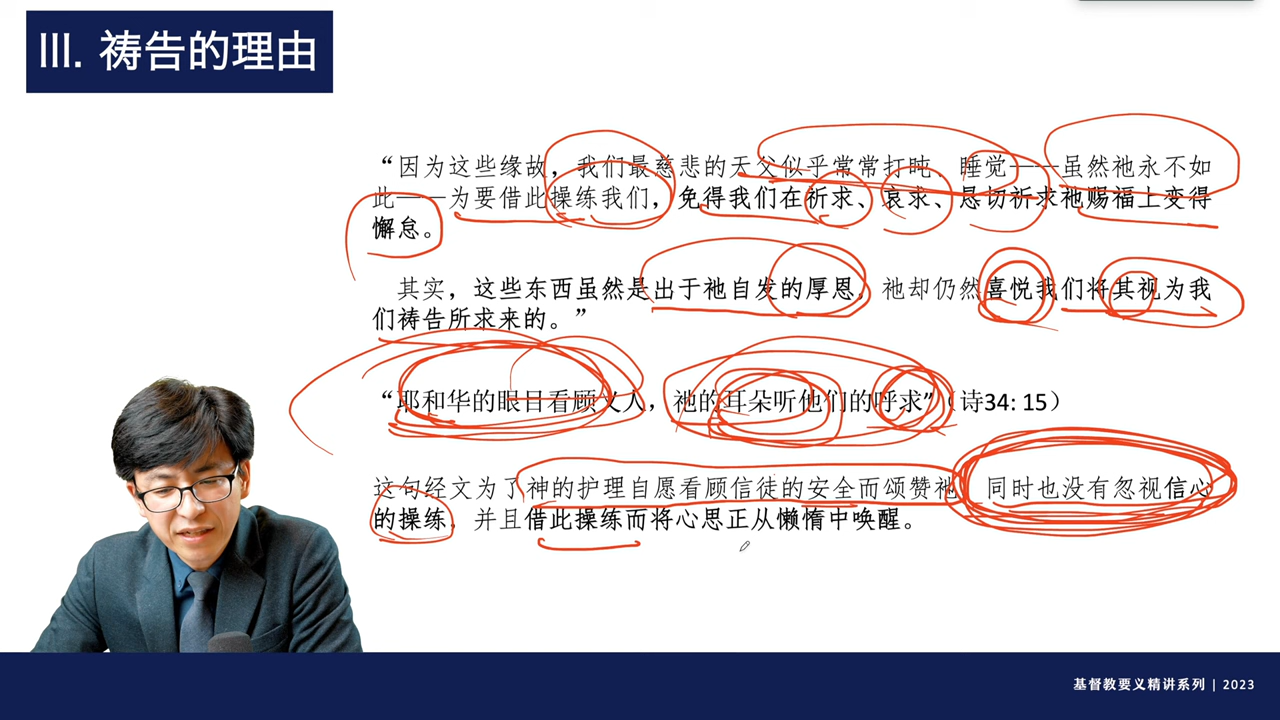 III. 祷告的理由
“因为这些缘故，我们最慈悲的天父似乎常常打盹、睡觉——虽然祂永不如
此——为要借此操练我们，免得我们在祈求、哀求、恳切祈求祂赐福上变得
懈怠。
其实，这些东西虽然是出于祂自发的厚恩，祂却仍然喜悦我们将其视为我
们祷告所求来的。”
“耶和华的眼目看顾义人，祂的耳朵听他们的呼求”（诗34: 15）
这句经文为了神的护理自愿看顾信徒的安全而颂赞祂，同时也没有忽视信心
的操练，并且借此操练而将心思正从懒惰中唤醒。
基督教要义精讲系列 | 2023